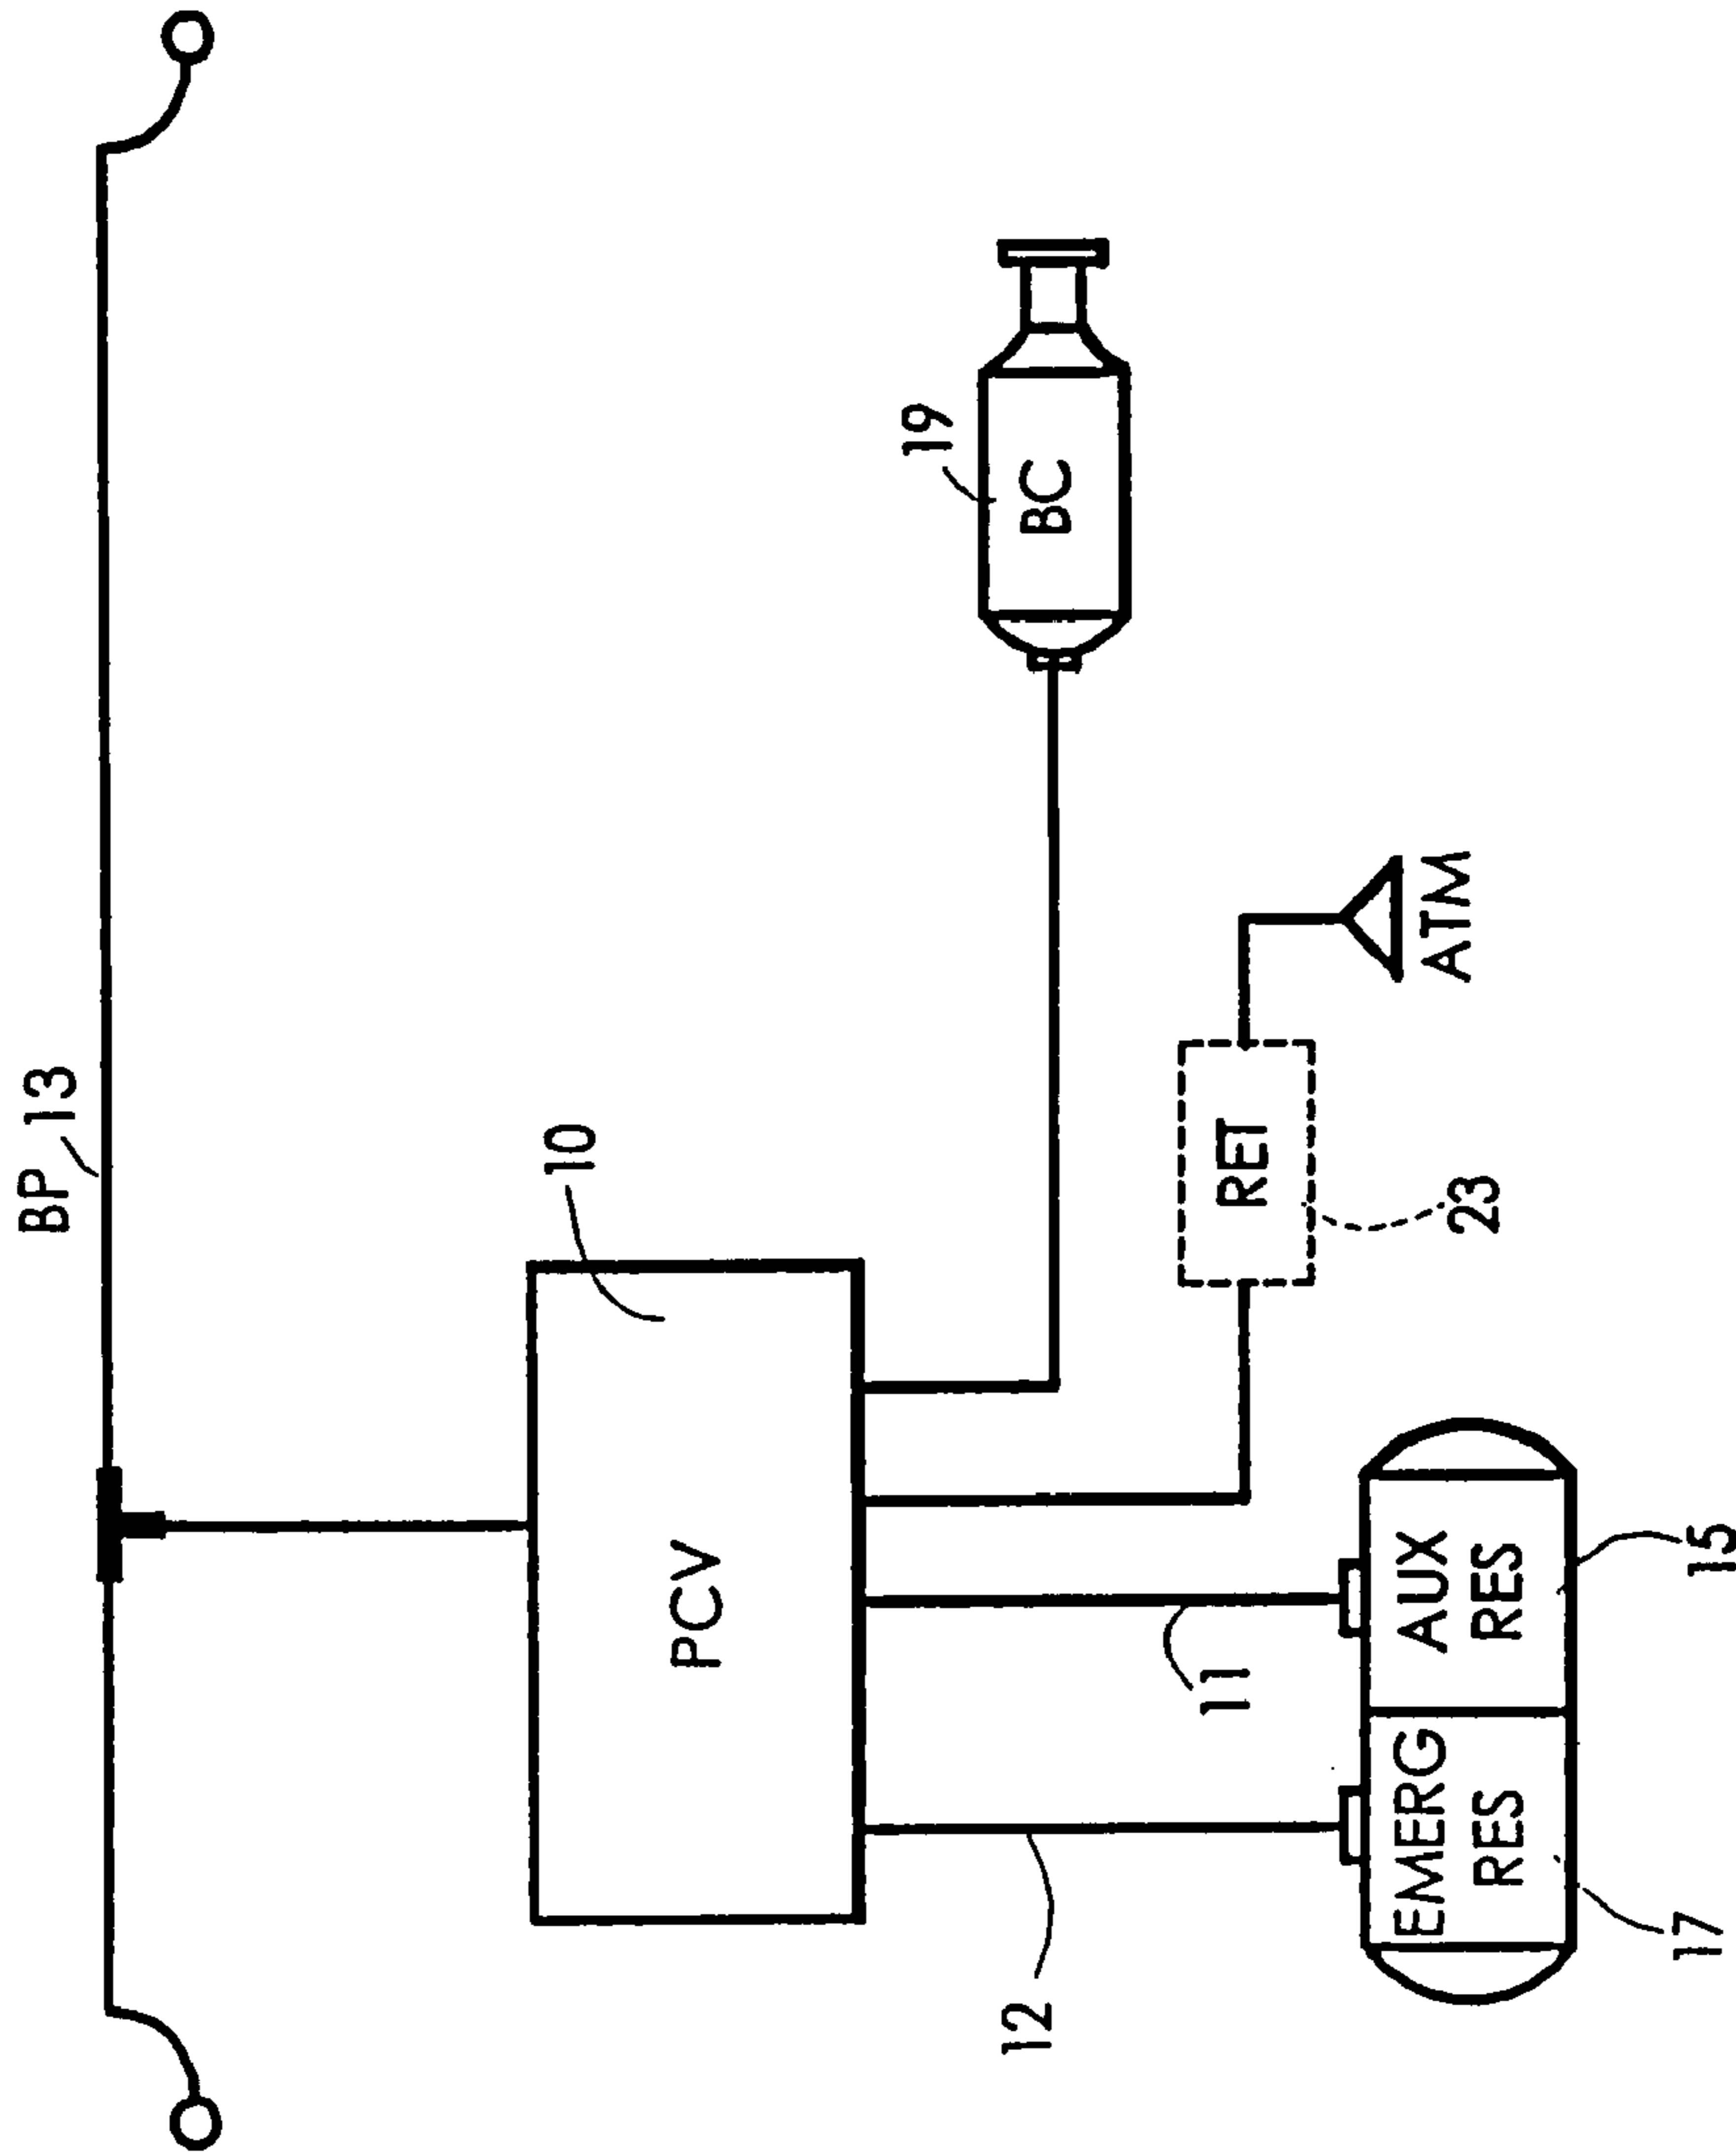 BP 13
10
PCV
19
BC
12
11
RET
23
ATM
EMERG
RES
AUX
RES
17
15